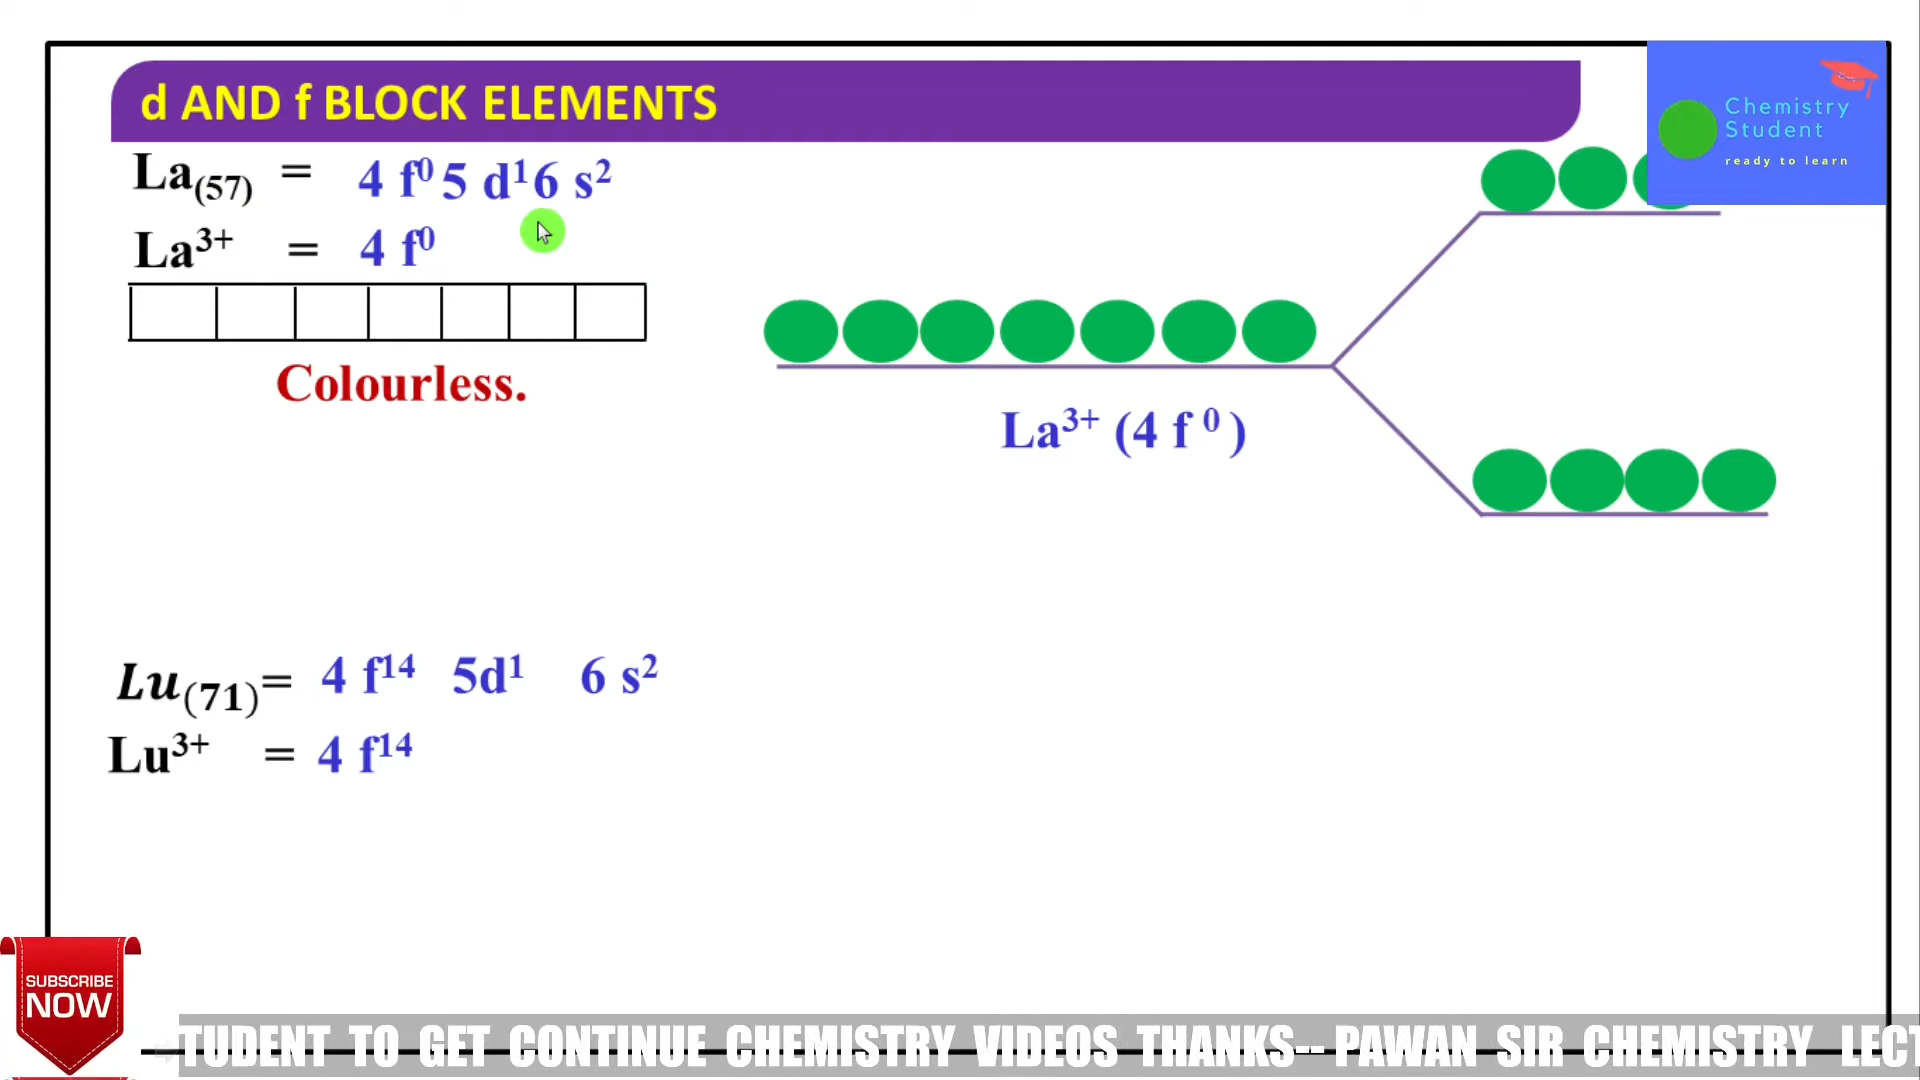 d AND f BLOCK ELEMENTS
Chemistry
Student
ready to learn
La₍₅₇₎ = 4 f⁰ 5 d¹ 6 s²
La³⁺ = 4 f⁰
Colourless.
La³⁺ (4 f ⁰ )
Lu₍₇₁₎= 4 f¹⁴ 5d¹ 6 s²
Lu³⁺ = 4 f¹⁴
SUBSCRIBE
NOW
TUDENT TO GET CONTINUE CHEMISTRY VIDEOS THANKS-- PAWAN SIR CHEMISTRY LECT